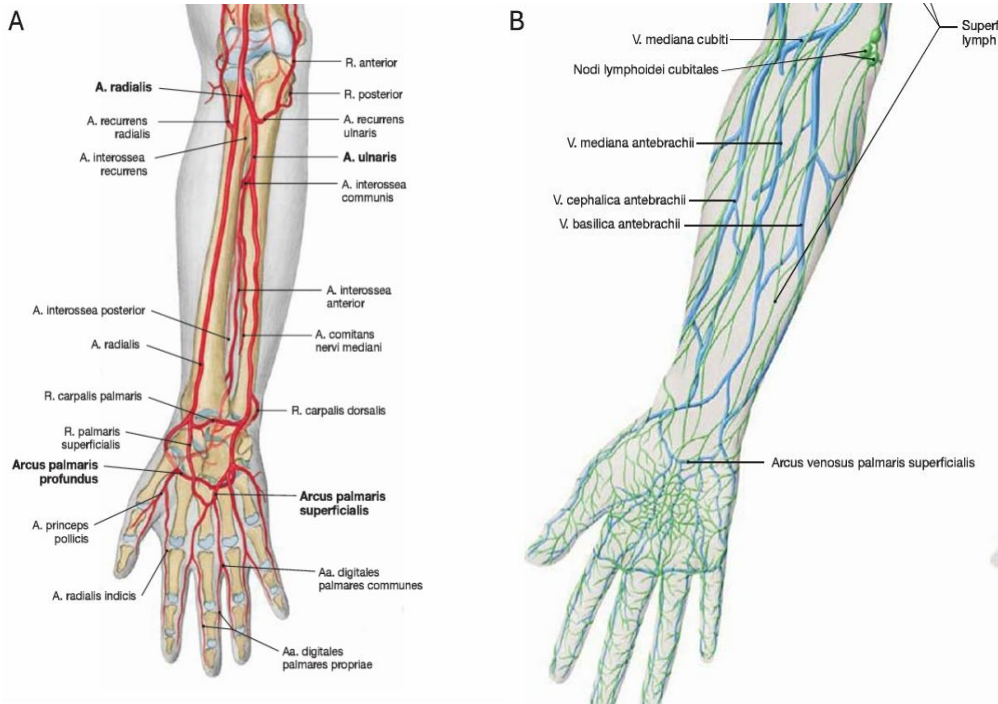 A
R. anterior
A. radialis
R. posterior
A. recurrens
radialis
A. recurrens
ulnaris
A. interossea
recurrens
A. ulnaris
A. interossea
communis
A. interossea
anterior
A. interossea posterior
A. comitans
nervi mediani
A. radialis
R. carpalis palmaris
R. carpalis dorsalis
R. palmaris
superficialis
Arcus palmaris
profundus
Arcus palmaris
superficialis
A. princeps
pollicis
Aa. digitales
palmares communes
A. radialis indicis
Aa. digitales
palmares propriae
B
Superf
lymph
V. mediana cubiti
Nodi lymphoidei cubitales
V. mediana antebrachii
V. cephalica antebrachii
V. basilica antebrachii
Arcus venosus palmaris superficialis